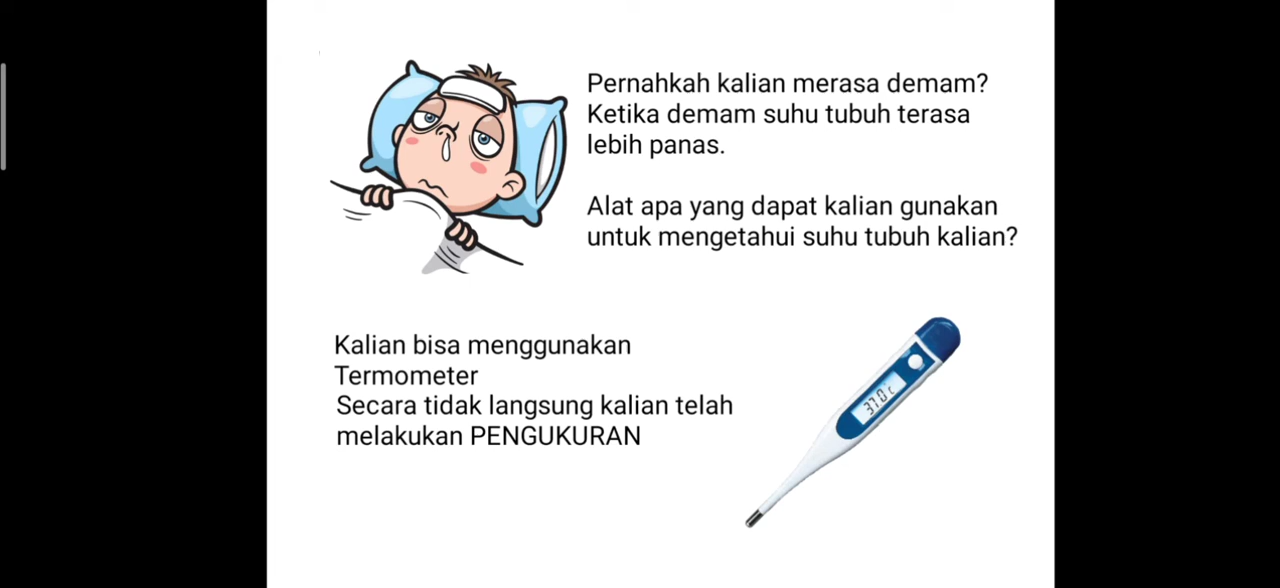 Pernahkah kalian merasa demam?
Ketika demam suhu tubuh terasa
lebih panas.
Alat apa yang dapat kalian gunakan
untuk mengetahui suhu tubuh kalian?
Kalian bisa menggunakan
Termometer
Secara tidak langsung kalian telah
melakukan PENGUKURAN
37.0°C